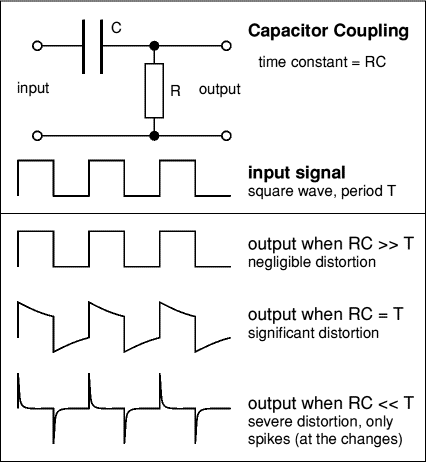 Capacitor Coupling
C
time constant = RC
input
R
output
input signal
square wave, period T
output when RC >> T
negligible distortion
output when RC = T
significant distortion
output when RC << T
severe distortion, only
spikes (at the changes)